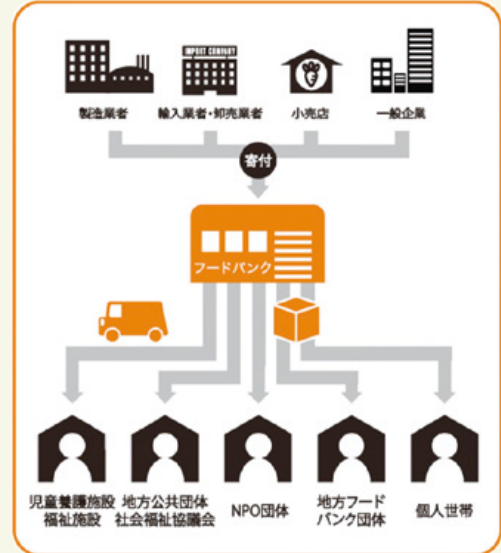 IMPORT COMPANY
製造業者
輸入業者・卸売業者
小売店
一般企業
寄付
フードバンク
児童養護施設
福祉施設
地方公共団体
社会福祉協議会
NPO団体
地方フード
バンク団体
個人世帯